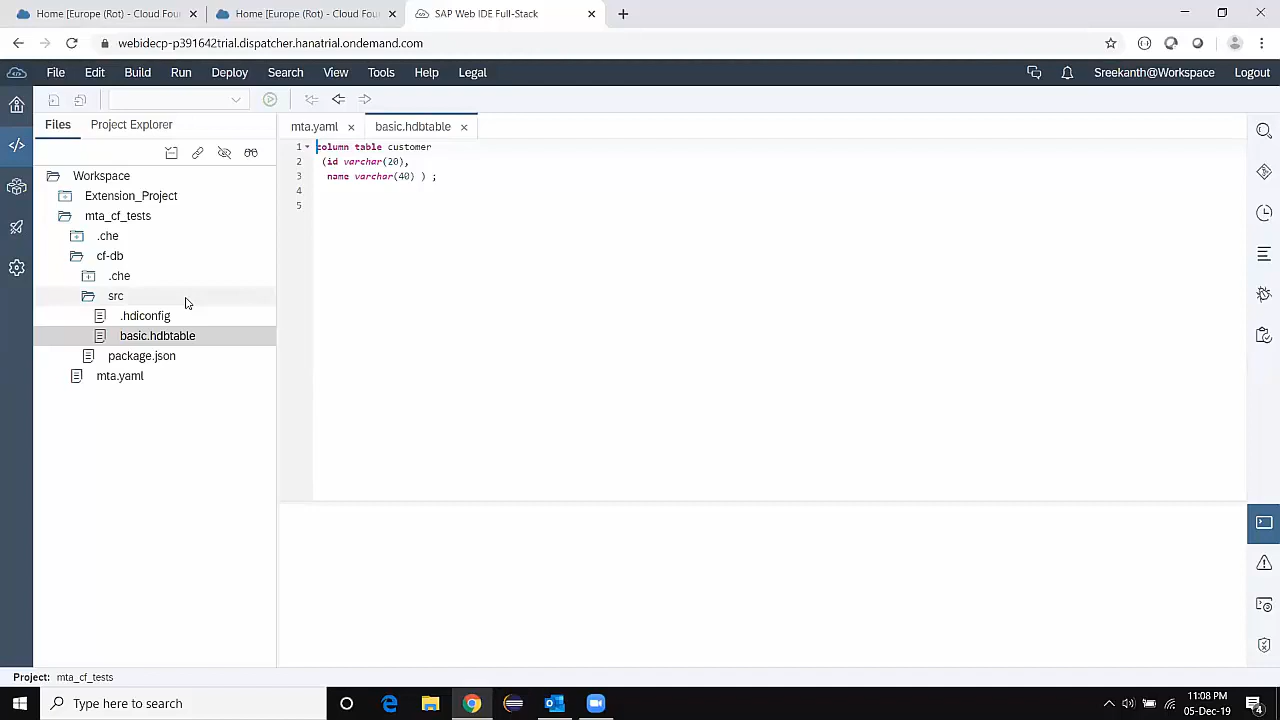 Home [Europe (Rot) - Cloud Foun
Home [Europe (Rot) - Cloud Foun
SAP Web IDE Full-Stack
webidecp-p391642trial.dispatcher.hanatrial.ondemand.com
File Edit Build Run Deploy Search View Tools Help Legal Sreekanth@Workspace Logout
Files Project Explorer
mta.yaml
basic.hdbtable
Workspace
Extension_Project
mta_cf_tests
.che
cf-db
.che
src
.hdiconfig
basic.hdbtable
package.json
mta.yaml
1 column table customer
2 (id varchar(20),
3 name varchar(40) ) ;
4
5
Project: mta_cf_tests
Type here to search
11:08 PM
05-Dec-19
4